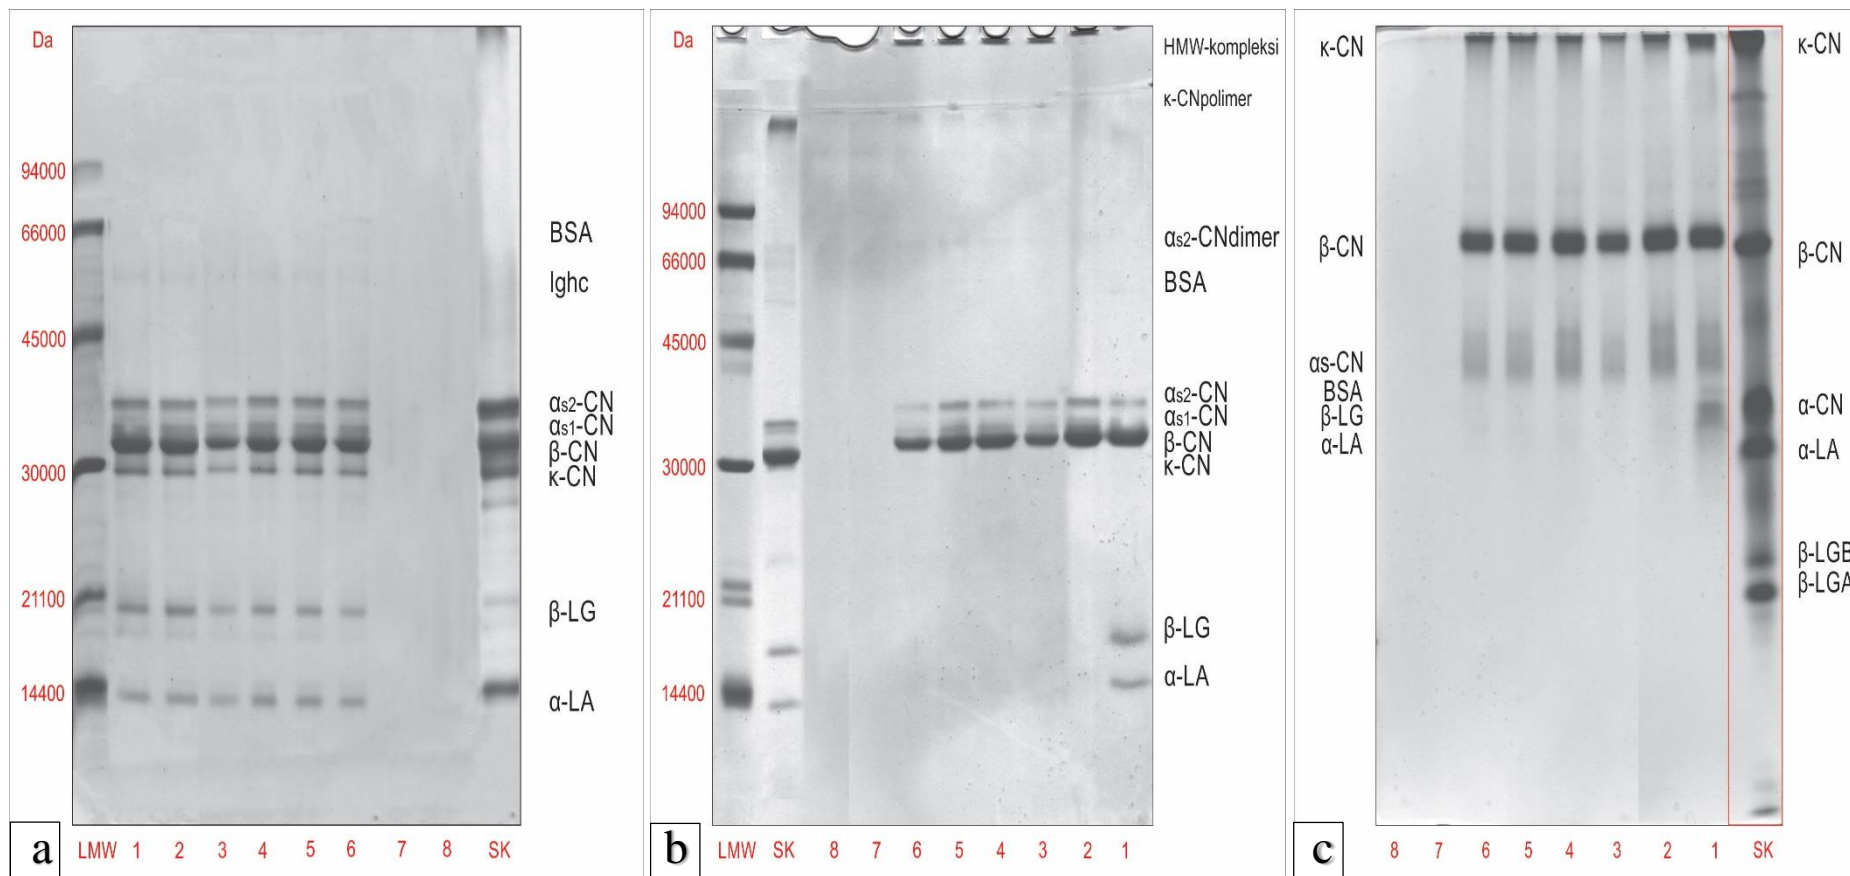 Da
94000
66000
45000
30000
21100
14400
BSA
Ighc
αs2-CN
αs1-CN
β-CN
κ-CN
β-LG
α-LA
a
LMW 1 2 3 4 5 6 7 8 SK
Da
94000
66000
45000
30000
21100
14400
HMW-kompleksi
κ-CNpolimer
αs2-CNdimer
BSA
αs2-CN
αs1-CN
β-CN
κ-CN
β-LG
α-LA
b
LMW SK 8 7 6 5 4 3 2 1
κ-CN
β-CN
αs-CN
BSA
β-LG
α-LA
κ-CN
β-CN
α-CN
α-LA
β-LGB
β-LGA
c
8 7 6 5 4 3 2 1 SK